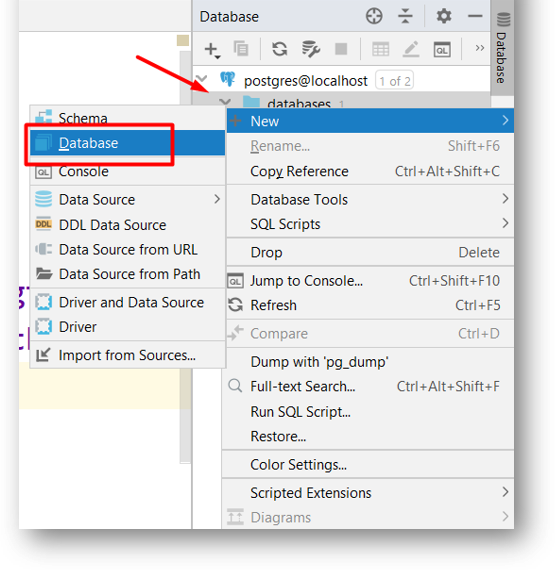 Database
Database
postgres@localhost 1 of 2
databases 1
Schema
Database
Console
Data Source
DDL Data Source
Data Source from URL
Data Source from Path
Driver and Data Source
Driver
Import from Sources...
New
Rename... Shift+F6
Copy Reference Ctrl+Alt+Shift+C
Database Tools
SQL Scripts
Drop Delete
QL Jump to Console... Ctrl+Shift+F10
Refresh Ctrl+F5
Compare Ctrl+D
Dump with 'pg_dump'
Full-text Search... Ctrl+Alt+Shift+F
Run SQL Script...
Restore...
Color Settings...
Scripted Extensions
Diagrams